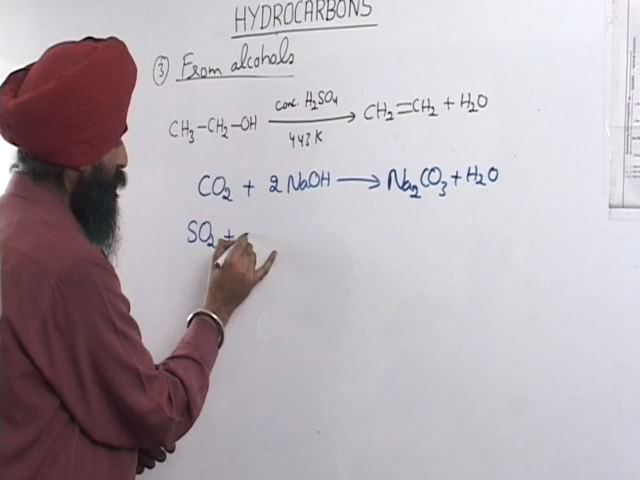 HYDROCARBONS
③ From alcohols
CH₃–CH₂–OH conc. H₂SO₄ 443 K ⟶ CH₂=CH₂ + H₂O
CO₂ + 2 NaOH ⟶ Na₂CO₃ + H₂O
SO₂ +